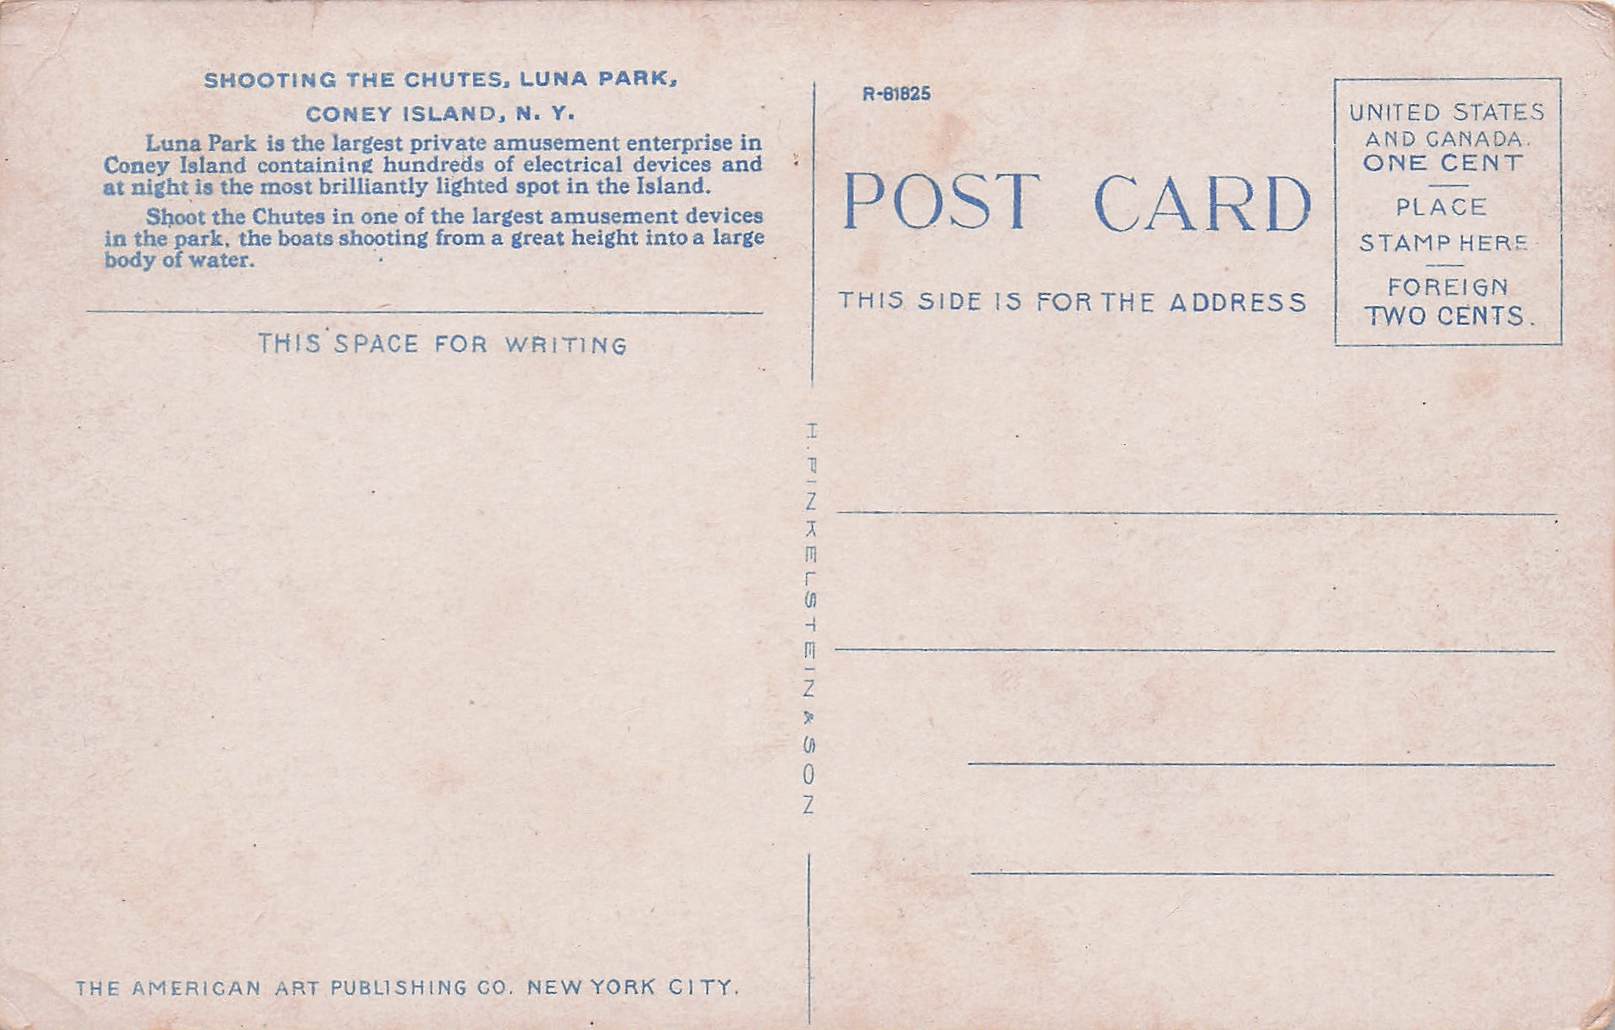 SHOOTING THE CHUTES, LUNA PARK,
CONEY ISLAND, N. Y.
Luna Park is the largest private amusement enterprise in
Coney Island containing hundreds of electrical devices and
at night is the most brilliantly lighted spot in the Island.
Shoot the Chutes in one of the largest amusement devices
in the park, the boats shooting from a great height into a large
body of water.
THIS SPACE FOR WRITING
THE AMERICAN ART PUBLISHING CO. NEW YORK CITY.
H. FINKELSTEIN & SON
R-81825
POST CARD
THIS SIDE IS FOR THE ADDRESS
UNITED STATES
AND CANADA.
ONE CENT
PLACE
STAMP HERE
FOREIGN
TWO CENTS.